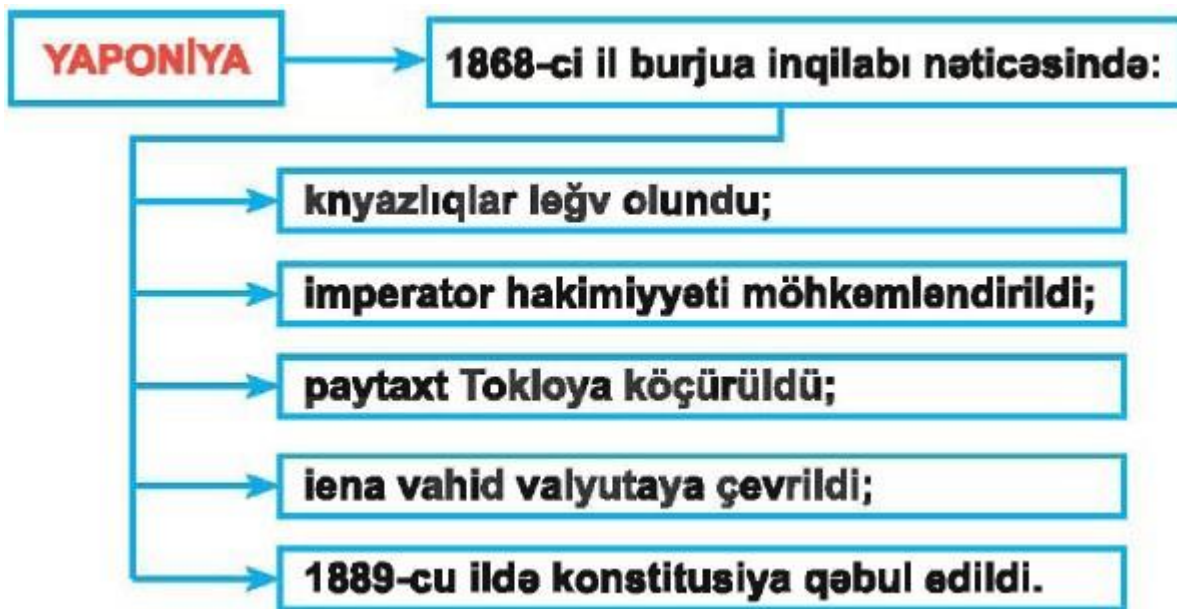 YAPONİYA
1868-ci il burjua inqilabı nəticəsində:
knyazlıqlar ləğv olundu;
imperator hakimiyyəti möhkəmləndirildi;
paytaxt Tokloya köçürüldü;
iena vahid valyutaya çevrildi;
1889-cu ildə konstitusiya qəbul edildi.